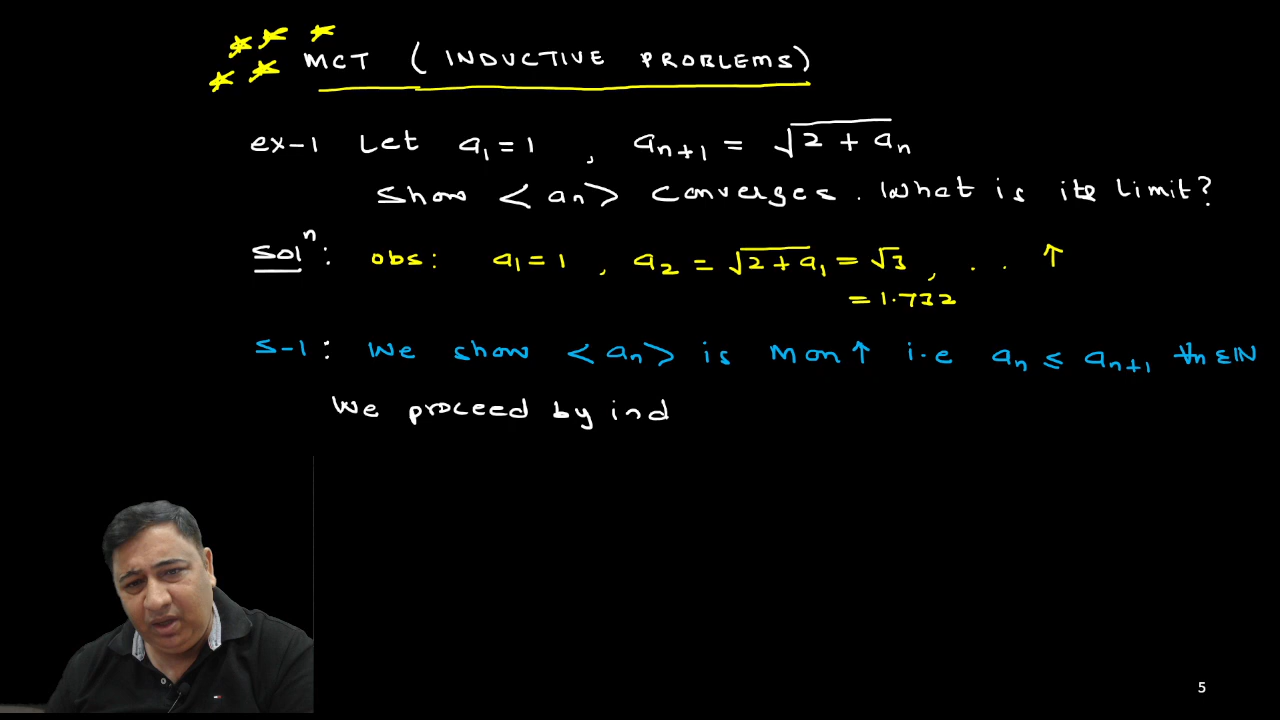 MCT ( INDUCTIVE PROBLEMS)
ex-1 Let a₁ = 1 , aₙ₊₁ = √(2 + aₙ)
Show <aₙ> converges. What is its limit?
Solⁿ: obs: a₁ = 1 , a₂ = √(2+a₁) = √3 , . . ↑
= 1.732
S-1: We show <aₙ> is mon↑ i.e aₙ ≤ aₙ₊₁ ∀n∈ℕ
We proceed by ind
5